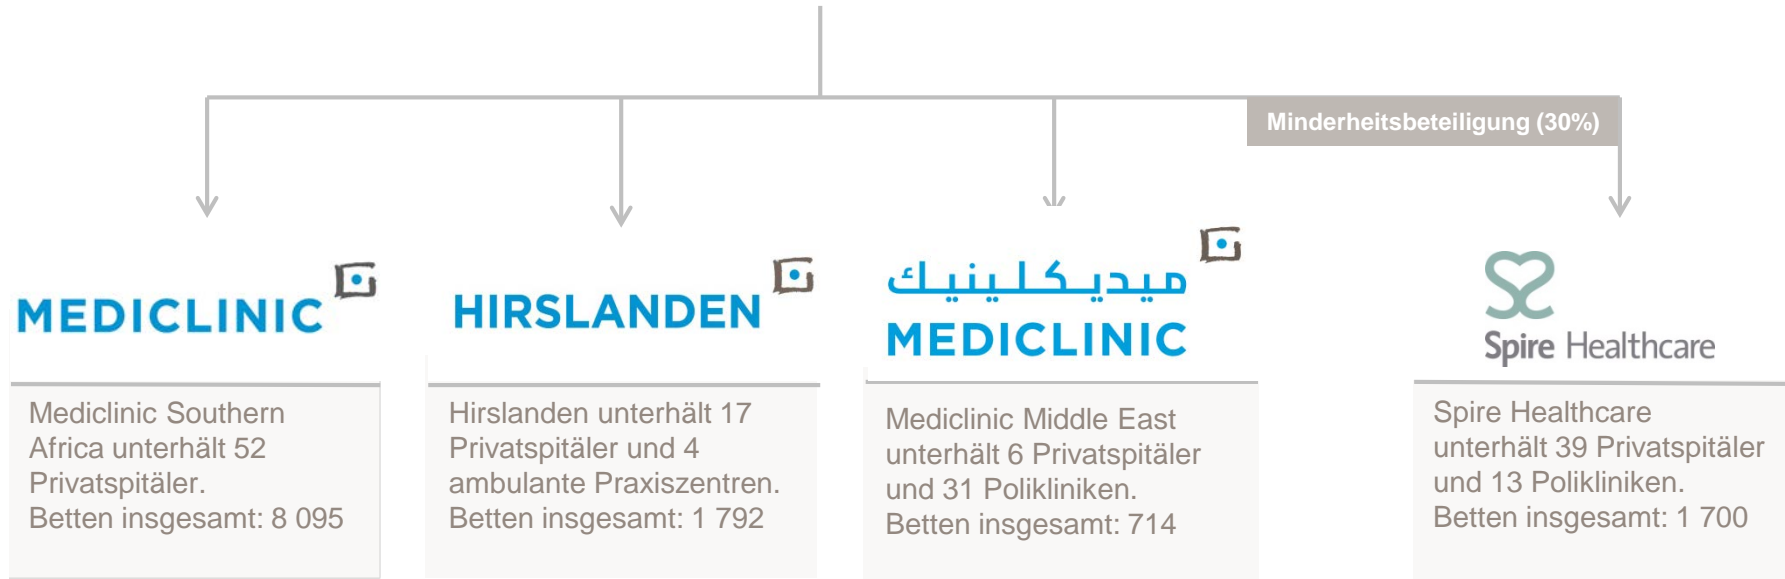 Minderheitsbeteiligung (30%)
MEDICLINIC
Mediclinic Southern
Africa unterhält 52
Privatspitäler.
Betten insgesamt: 8 095
HIRSLANDEN
Hirslanden unterhält 17
Privatspitäler und 4
ambulante Praxiszentren.
Betten insgesamt: 1 792
ميديكلينيك
MEDICLINIC
Mediclinic Middle East
unterhält 6 Privatspitäler
und 31 Polikliniken.
Betten insgesamt: 714
Spire Healthcare
Spire Healthcare
unterhält 39 Privatspitäler
und 13 Polikliniken.
Betten insgesamt: 1 700